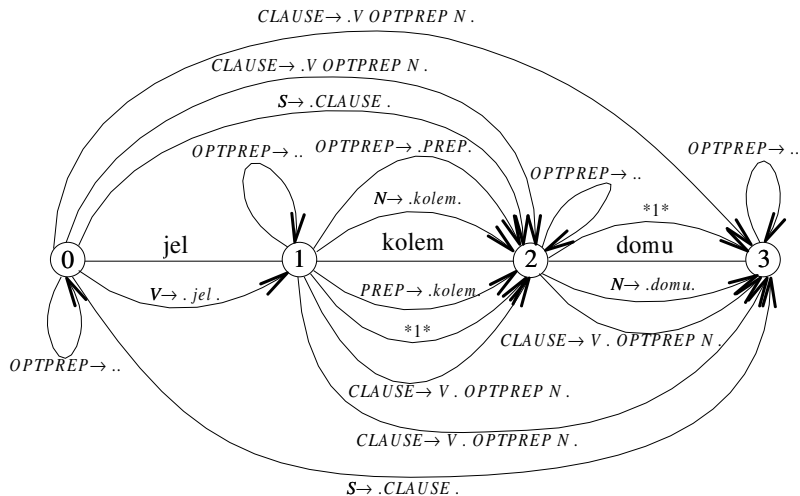 CLAUSE→ .V OPTPREP N .
CLAUSE→ .V OPTPREP N .
S→ .CLAUSE .
OPTPREP→ ..
OPTPREP→ .PREP.
OPTPREP→ ..
OPTPREP→ ..
N→ .kolem.
*1*
jel
kolem
domu
0
1
2
3
V→ . jel .
PREP→ .kolem.
N→ .domu.
*1*
CLAUSE→ V . OPTPREP N .
OPTPREP→ ..
CLAUSE→ V . OPTPREP N .
CLAUSE→ V . OPTPREP N .
S→ .CLAUSE .